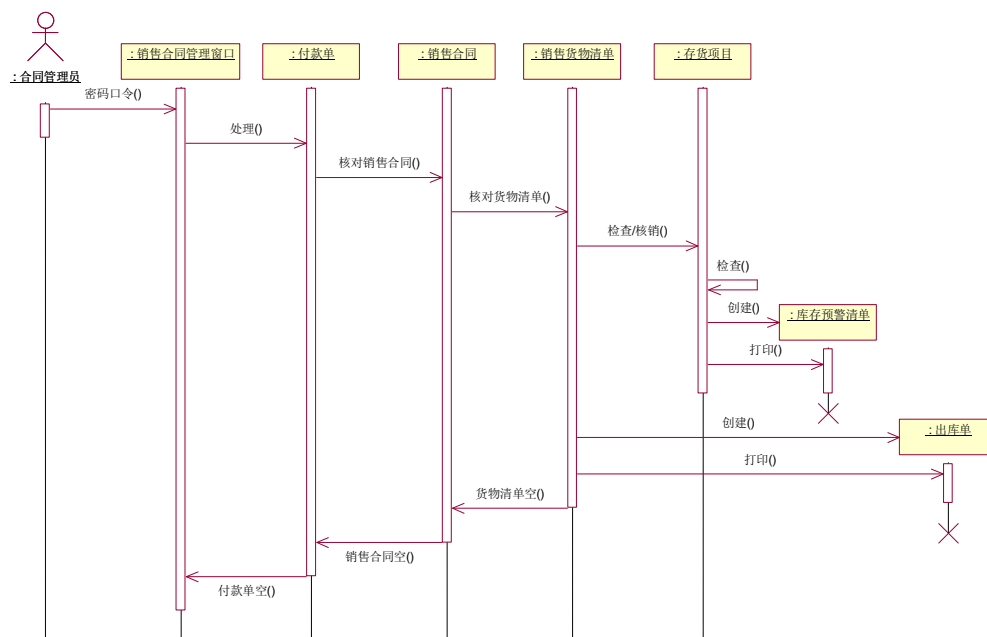 : 合同管理员
: 销售合同管理窗口
: 付款单
: 销售合同
: 销售货物清单
: 存货项目
密码口令()
处理()
核对销售合同()
核对货物清单()
检查/核销()
检查()
创建()
: 库存预警清单
打印()
创建()
: 出库单
打印()
货物清单空()
销售合同空()
付款单空()